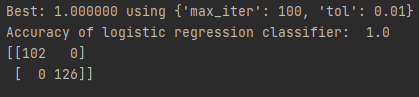 Best: 1.000000 using {'max_iter': 100, 'tol': 0.01}
Accuracy of logistic regression classifier:  1.0
[[102   0]
 [  0 126]]